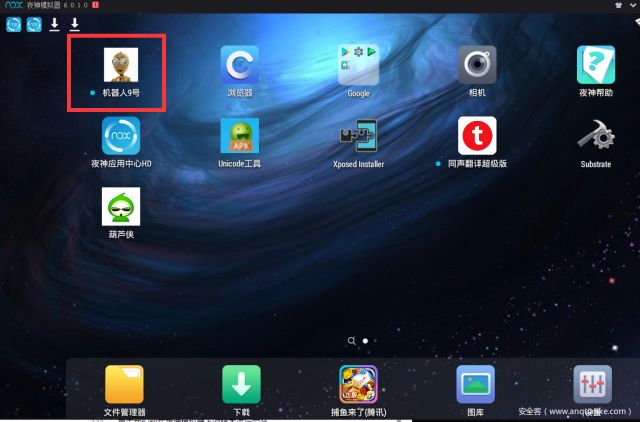 nox 夜神模拟器 6.0.1.0
机器人9号
浏览器
Google
相机
夜神帮助
nox
夜神应用中心HD
APK
Unicode工具
Xposed Installer
t
同声翻译超级版
Substrate
葫芦侠
文件管理器
下载
捕鱼来了(腾讯)
图库
安全客（www.anquanke.com）